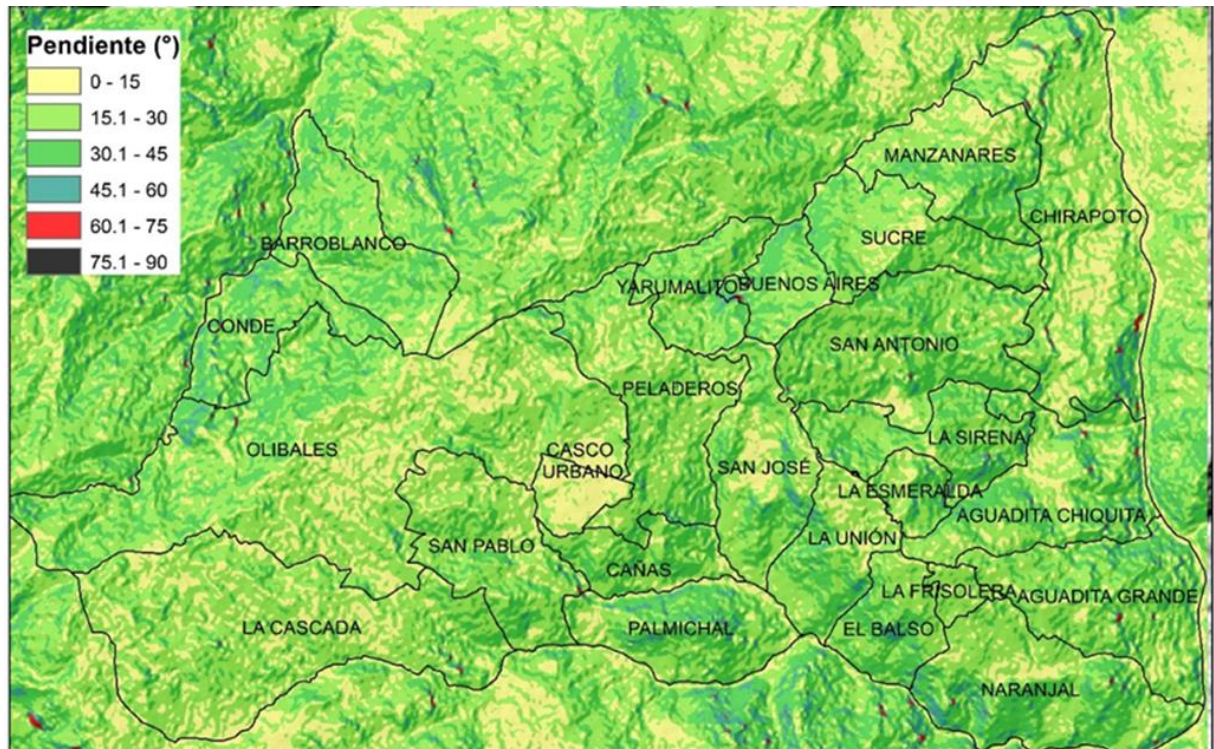 Pendiente (°)
0 - 15
15.1 - 30
30.1 - 45
45.1 - 60
60.1 - 75
75.1 - 90
MANZANARES
CHIRAPOTO
SUCRE
BARROBLANCO
YARUMALITO
BUENOS AIRES
CONDE
SAN ANTONIO
PELADEROS
LA SIRENA
OLIBALES
CASCO
URBANO
SAN JOSÉ
LA ESMERALDA
AGUADITA CHIQUITA
LA UNIÓN
SAN PABLO
CAÑAS
LA FRISOLERA
AGUADITA GRANDE
LA CASCADA
PALMICHAL
EL BALSO
NARANJAL